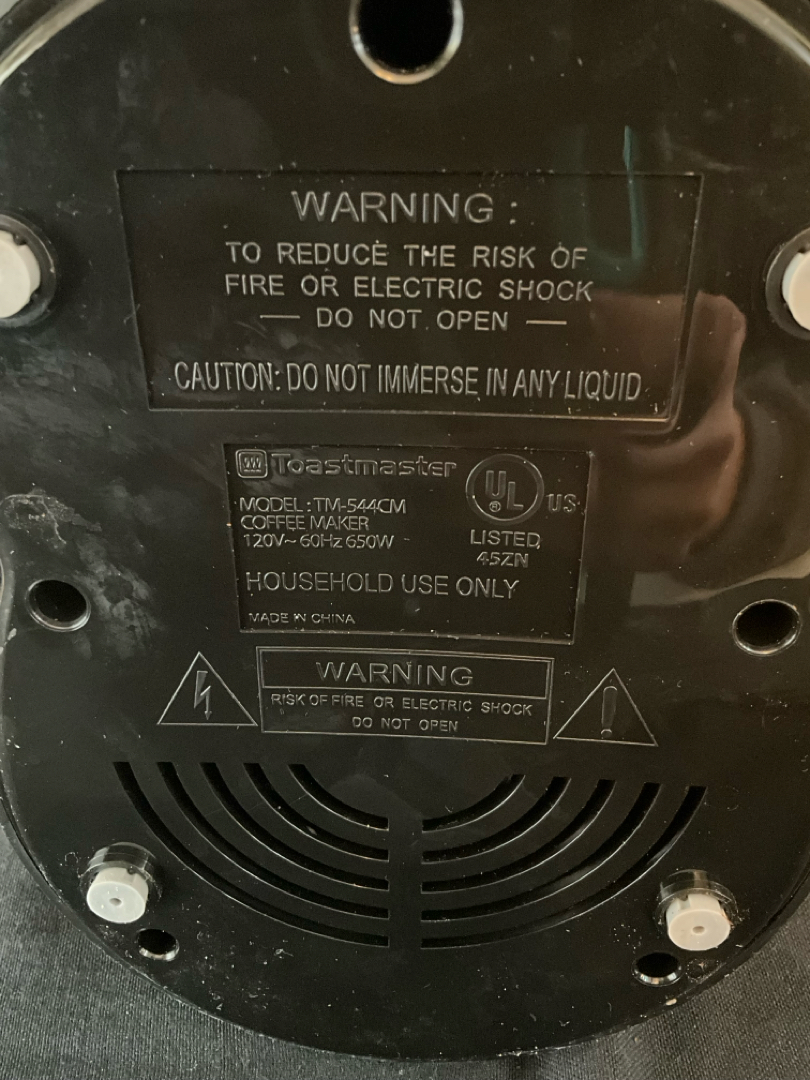 WARNING :
TO REDUCE THE RISK OF
FIRE OR ELECTRIC SHOCK
— DO NOT OPEN —
CAUTION: DO NOT IMMERSE IN ANY LIQUID
Toastmaster
MODEL : TM-544CM
COFFEE MAKER
120V~ 60Hz 650W
UL® US
LISTED
45ZN
HOUSEHOLD USE ONLY
MADE IN CHINA
WARNING
RISK OF FIRE OR ELECTRIC SHOCK
DO NOT OPEN